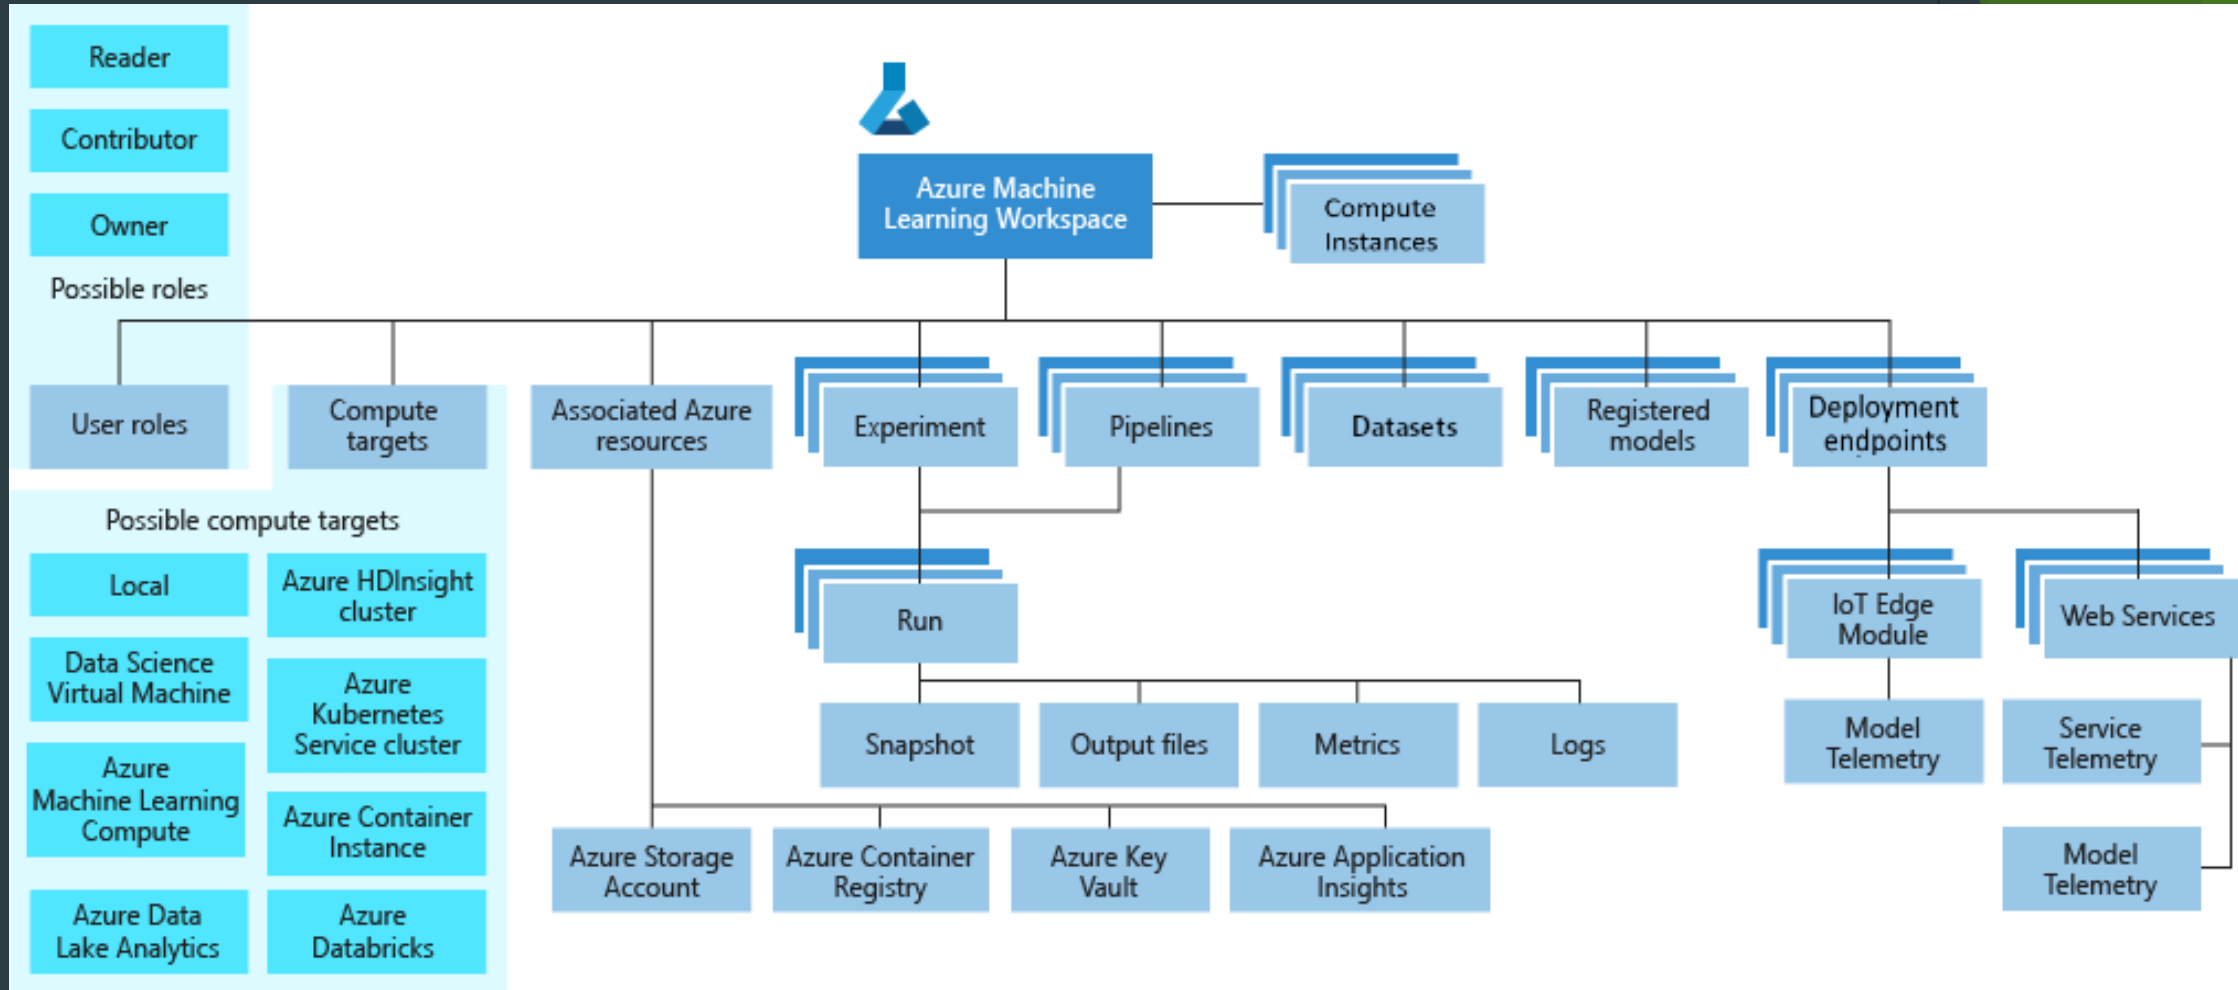 Reader
Contributor
Owner
Possible roles
Azure Machine
Learning Workspace
Compute
Instances
User roles
Compute
targets
Associated Azure
resources
Experiment
Pipelines
Datasets
Registered
models
Deployment
endpoints
Possible compute targets
Local
Azure HDInsight
cluster
Data Science
Virtual Machine
Azure
Kubernetes
Service cluster
Azure
Machine Learning
Compute
Azure Container
Instance
Azure Data
Lake Analytics
Azure
Databricks
Run
IoT Edge
Module
Web Services
Snapshot
Output files
Metrics
Logs
Model
Telemetry
Service
Telemetry
Azure Storage
Account
Azure Container
Registry
Azure Key
Vault
Azure Application
Insights
Model
Telemetry